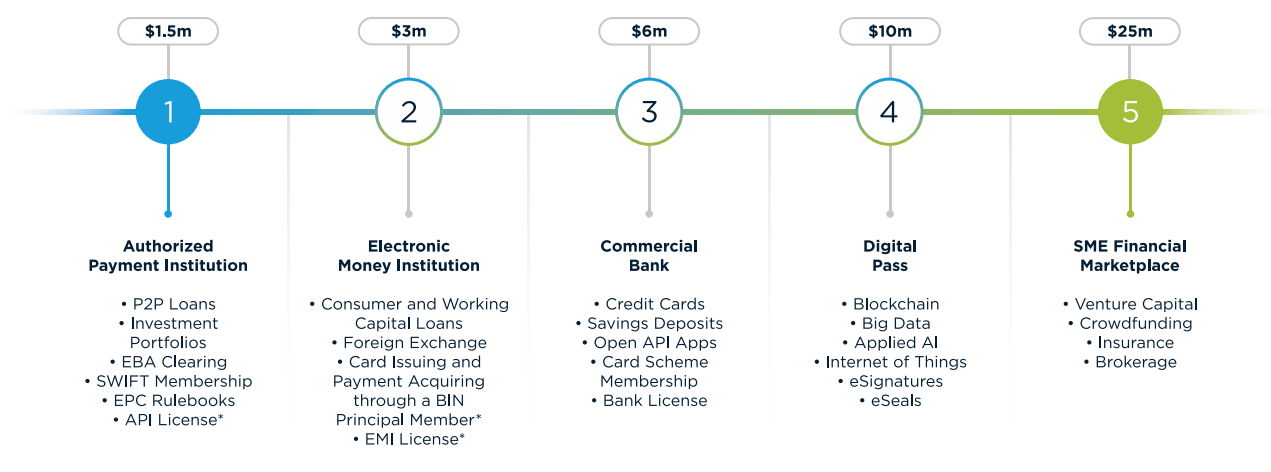 $1.5m
$3m
$6m
$10m
$25m
1
2
3
4
5
Authorized
Payment Institution
• P2P Loans
• Investment
Portfolios
• EBA Clearing
• SWIFT Membership
• EPC Rulebooks
• API License*
Electronic
Money Institution
• Consumer and Working
Capital Loans
• Foreign Exchange
• Card Issuing and
Payment Acquiring
through a BIN
Principal Member*
• EMI License*
Commercial
Bank
• Credit Cards
• Savings Deposits
• Open API Apps
• Card Scheme
Membership
• Bank License
Digital
Pass
• Blockchain
• Big Data
• Applied AI
• Internet of Things
• eSignatures
• eSeals
SME Financial
Marketplace
• Venture Capital
• Crowdfunding
• Insurance
• Brokerage